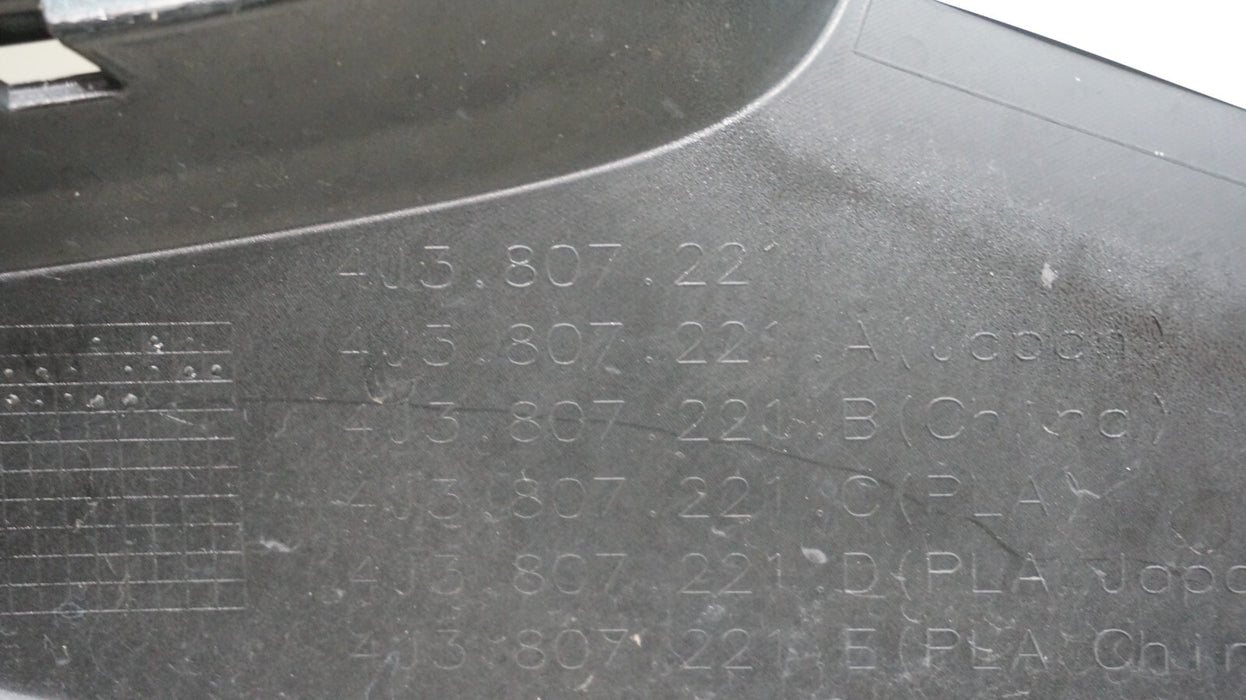 4J3.807.221
4J3.807.221.A(Japan)
4J3.807.221.B(China)
4J3.807.221.C(PLA)
4J3.807.221.D(PLA Japa
4J3.807.221.E(PLA Chin